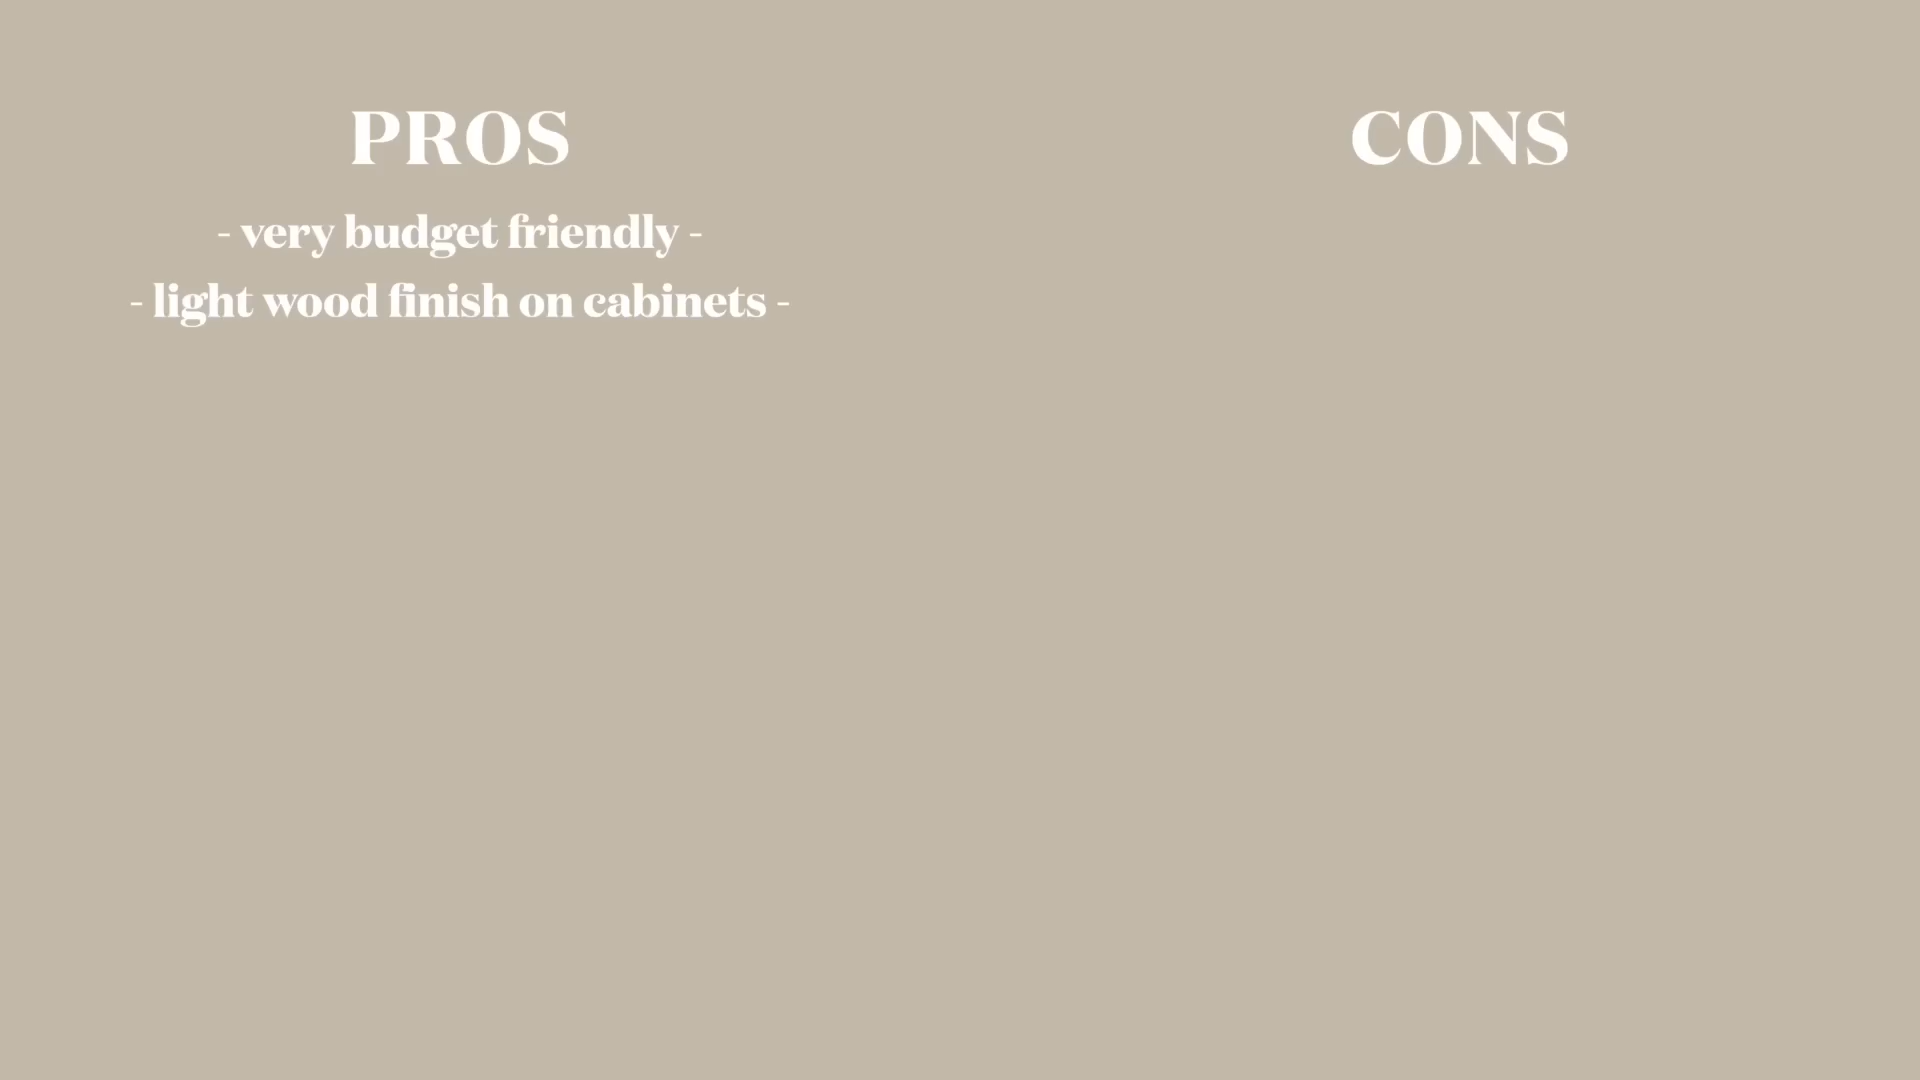 PROS
- very budget friendly -
- light wood finish on cabinets -
CONS